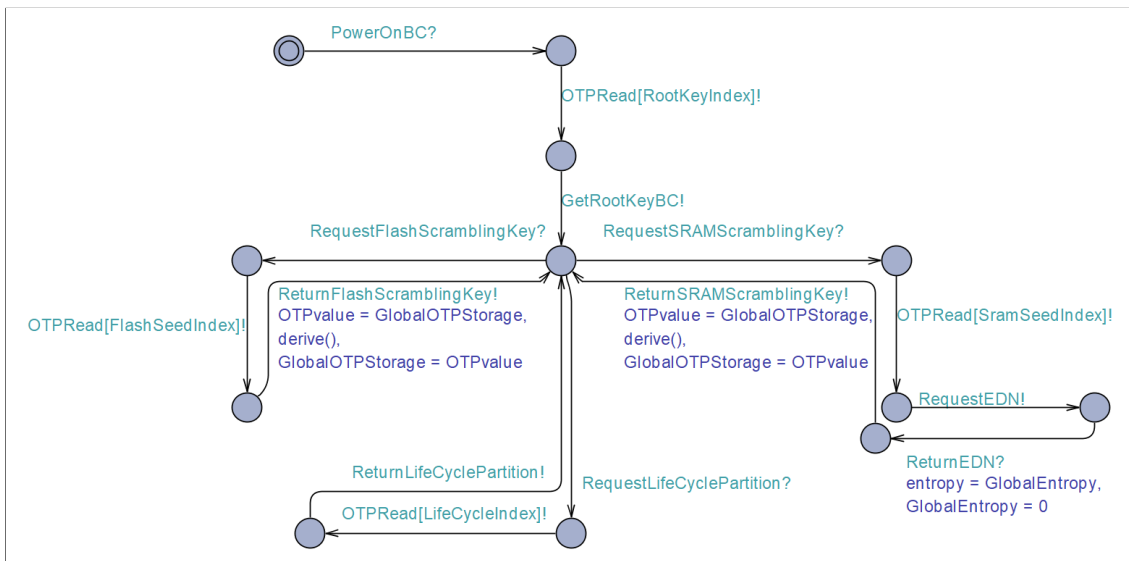 PowerOnBC?
OTPRead[RootKeyIndex]!
GetRootKeyBC!
RequestFlashScramblingKey?
RequestSRAMScramblingKey?
ReturnFlashScramblingKey!
OTPvalue = GlobalOTPStorage,
derive(),
GlobalOTPStorage = OTPvalue
ReturnSRAMScramblingKey!
OTPvalue = GlobalOTPStorage,
derive(),
GlobalOTPStorage = OTPvalue
OTPRead[FlashSeedIndex]!
OTPRead[SramSeedIndex]!
RequestEDN!
ReturnEDN?
entropy = GlobalEntropy,
GlobalEntropy = 0
ReturnLifeCyclePartition!
RequestLifeCyclePartition?
OTPRead[LifeCycleIndex]!